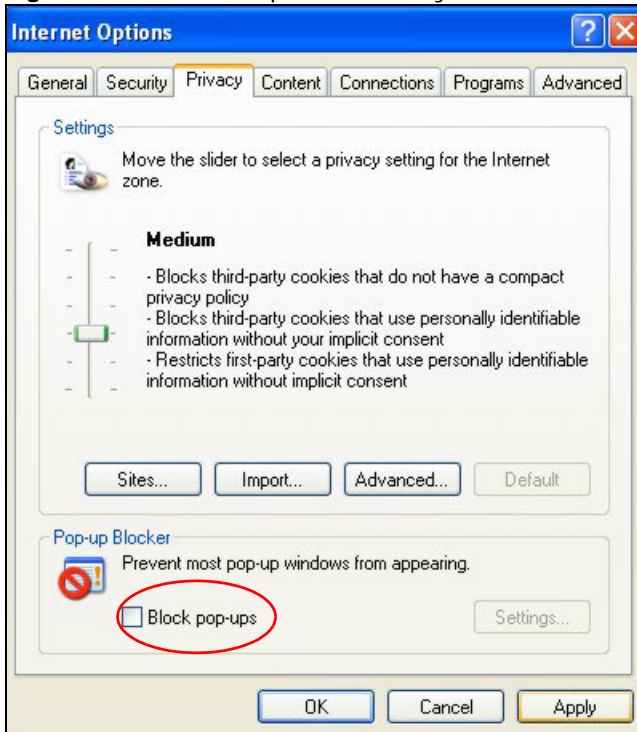 Internet Options
General Security Privacy Content Connections Programs Advanced
Settings
Move the slider to select a privacy setting for the Internet
zone.
Medium
- Blocks third-party cookies that do not have a compact
privacy policy
- Blocks third-party cookies that use personally identifiable
information without your implicit consent
- Restricts first-party cookies that use personally identifiable
information without implicit consent
Sites... Import... Advanced... Default
Pop-up Blocker
Prevent most pop-up windows from appearing.
Block pop-ups Settings...
OK Cancel Apply